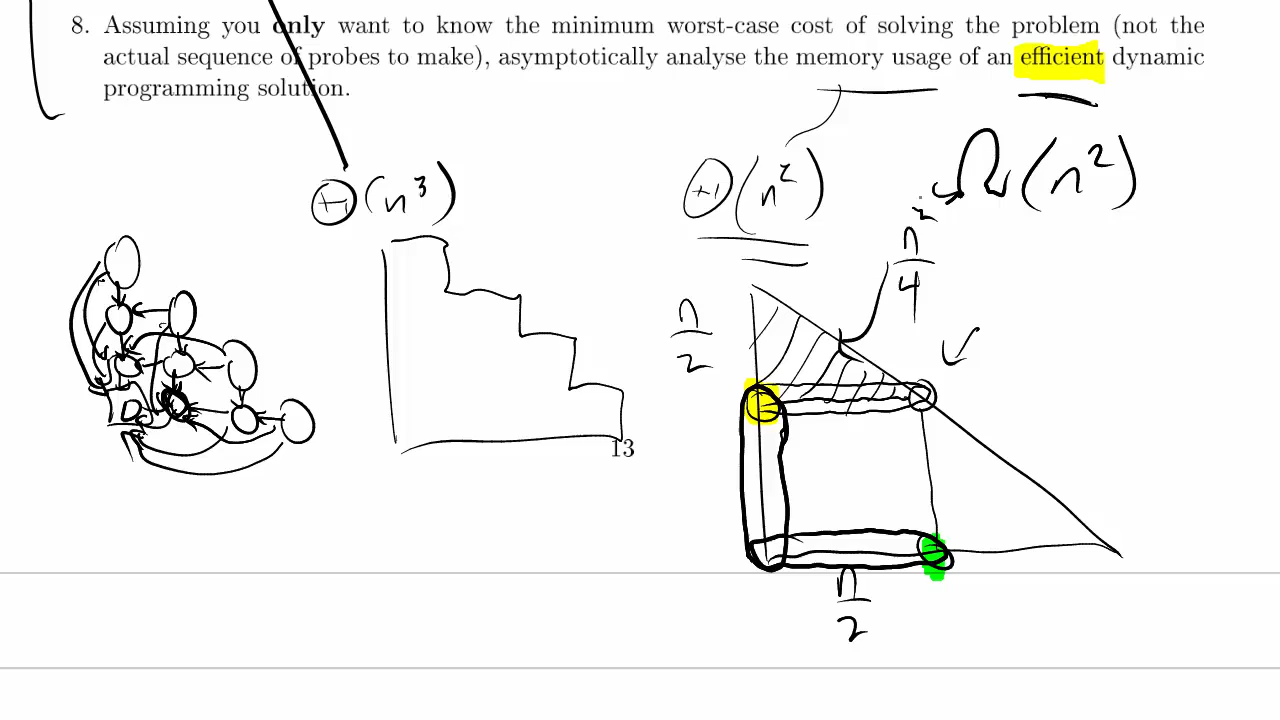 8. Assuming you only want to know the minimum worst-case cost of solving the problem (not the
actual sequence of probes to make), asymptotically analyse the memory usage of an efficient dynamic
programming solution.
Θ(n³)
Θ(n²)
Ω(n²)
n²/4
n/2
n/2
13